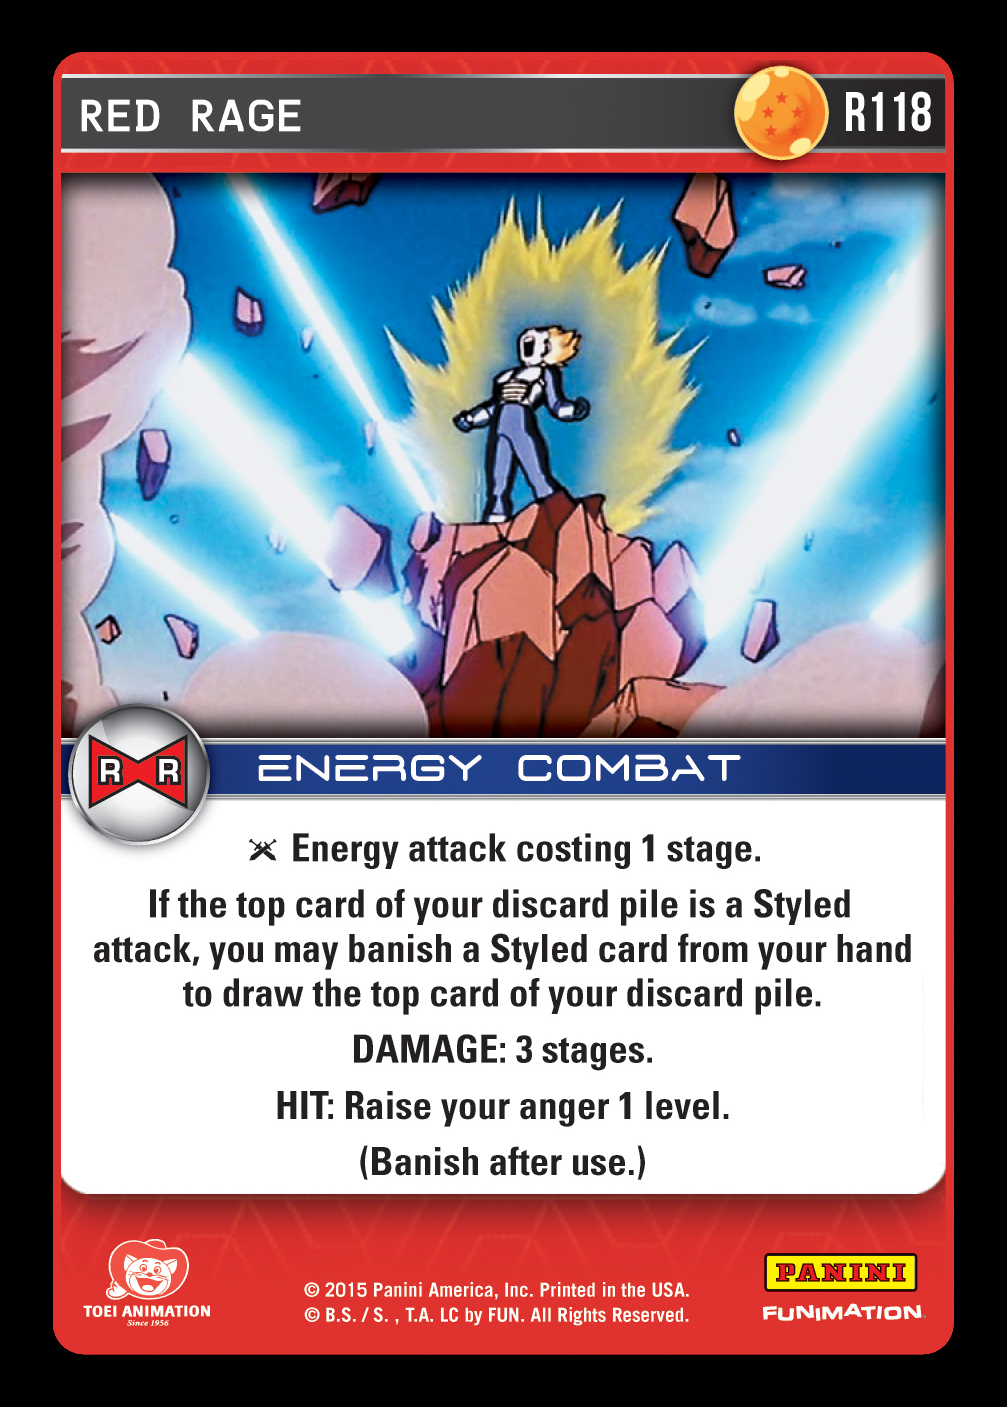 RED RAGE
R118
R R
ENERGY COMBAT
Energy attack costing 1 stage.
If the top card of your discard pile is a Styled
attack, you may banish a Styled card from your hand
to draw the top card of your discard pile.
DAMAGE: 3 stages.
HIT: Raise your anger 1 level.
(Banish after use.)
TOEI ANIMATION
Since 1956
© 2015 Panini America, Inc. Printed in the USA.
© B.S. / S. , T.A. LC by FUN. All Rights Reserved.
PANINI
FUNIMATION